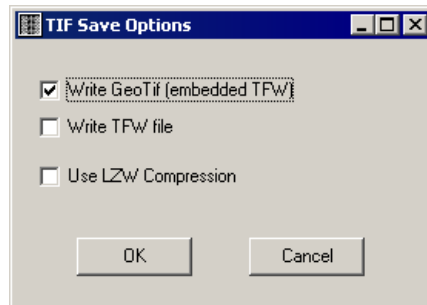 TIF Save Options
Write GeoTif (embedded TFW)
Write TFW file
Use LZW Compression
OK
Cancel